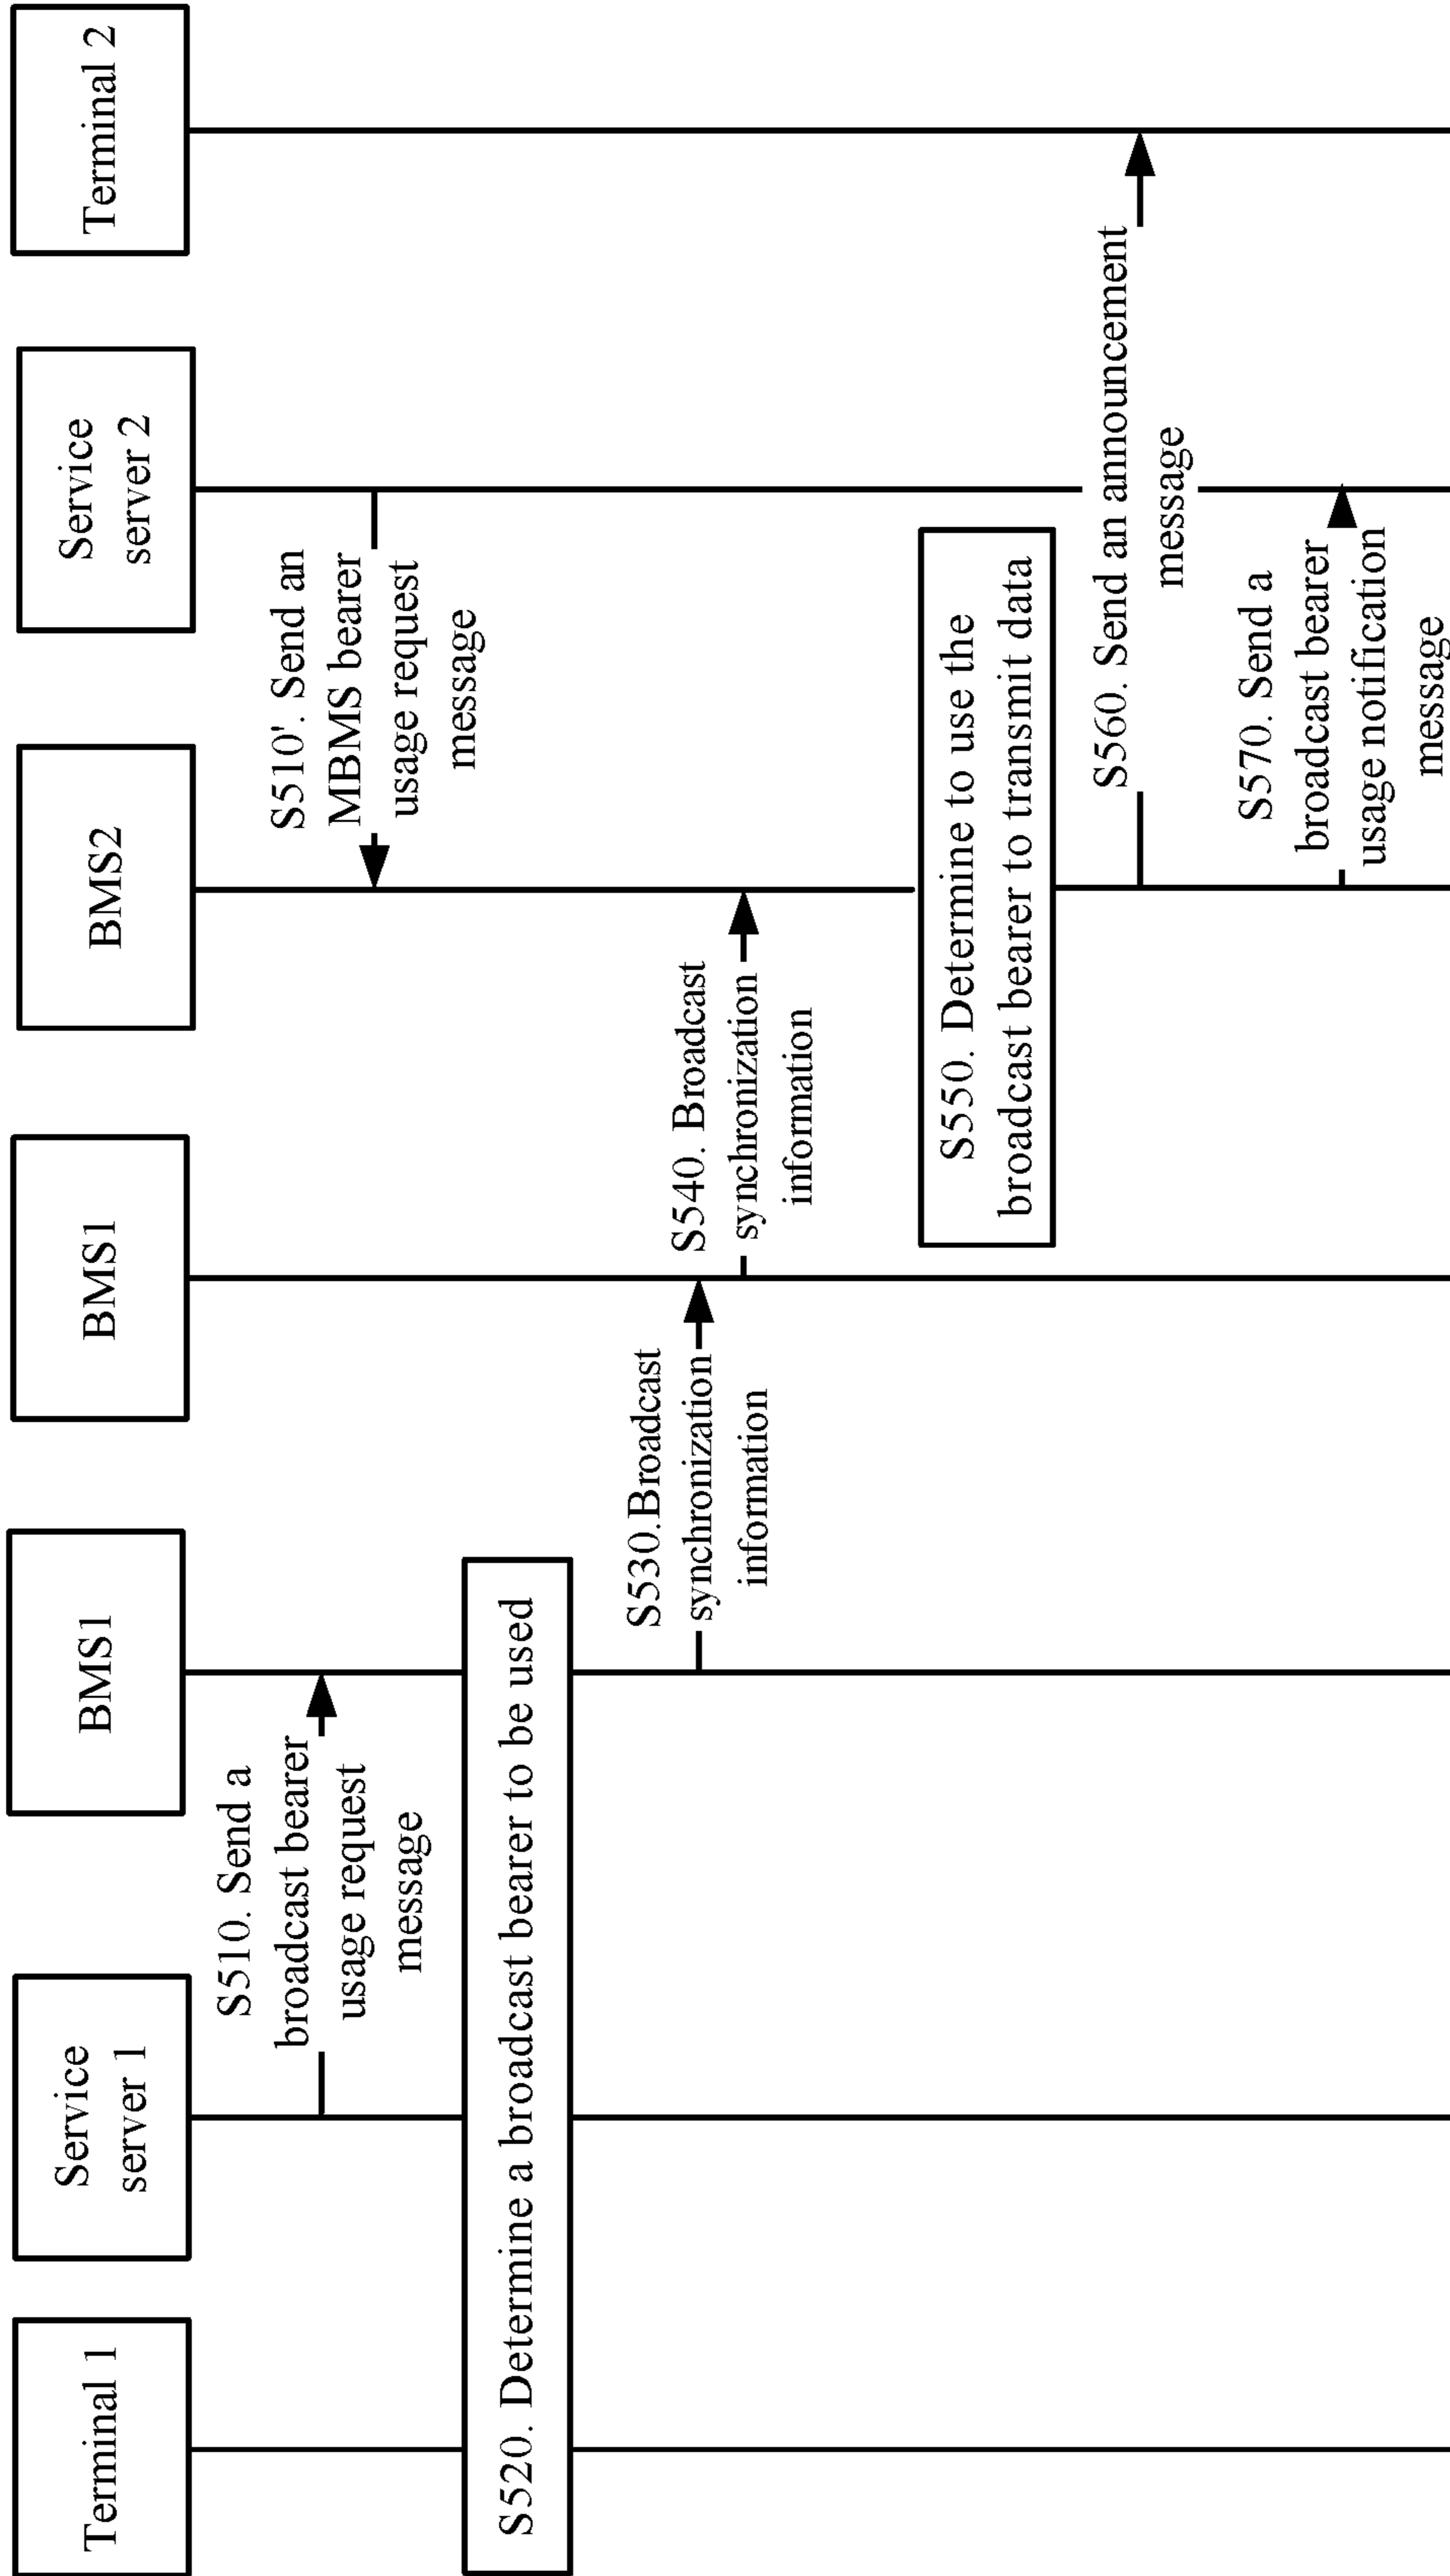 Terminal 1
Service
server 1
BMS1
BMS1
BMS2
Service
server 2
Terminal 2
S510. Send a
broadcast bearer
usage request
message
S510'. Send an
MBMS bearer
usage request
message
S520. Determine a broadcast bearer to be used
S530.Broadcast
synchronization
information
S540. Broadcast
synchronization
information
S550. Determine to use the
broadcast bearer to transmit data
S560. Send an announcement
message
S570. Send a
broadcast bearer
usage notification
message